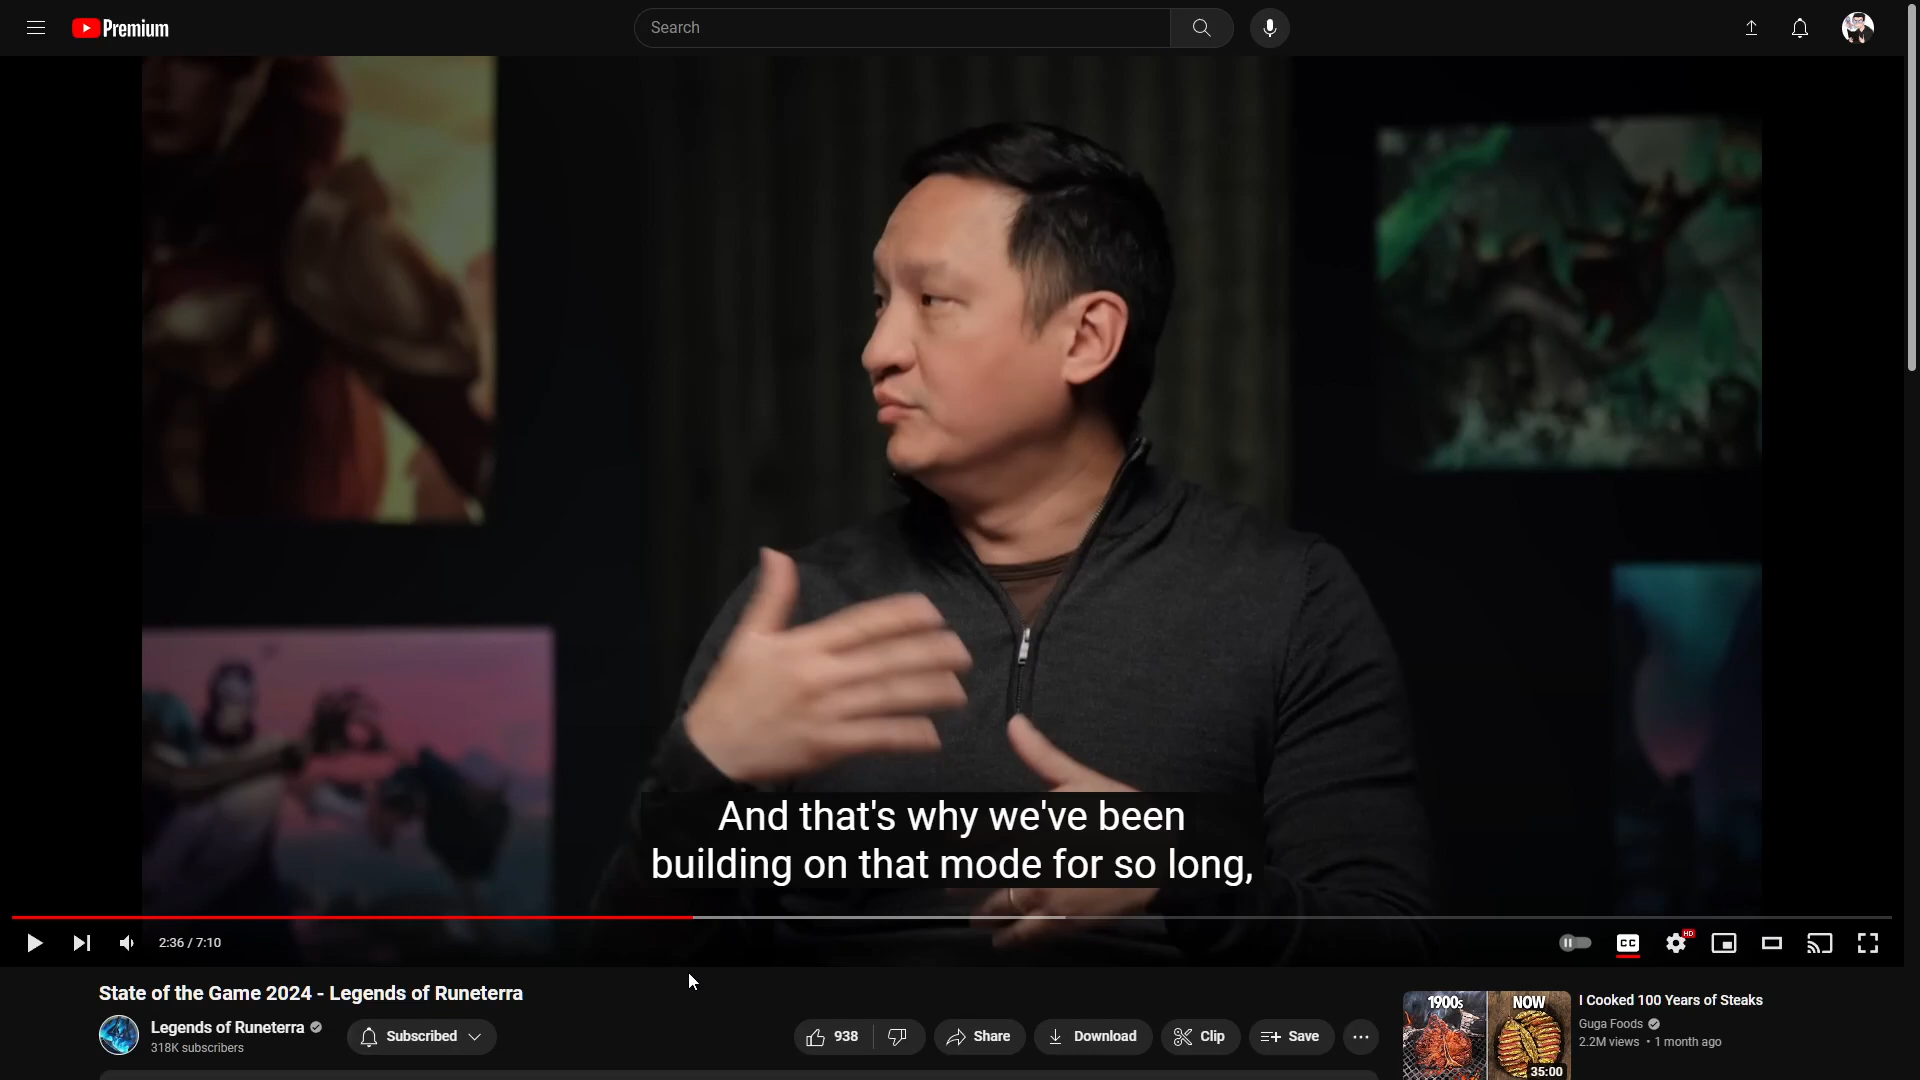 Premium
Search
And that's why we've been
building on that mode for so long,
2:36 / 7:10
CC
HD
State of the Game 2024 - Legends of Runeterra
Legends of Runeterra
318K subscribers
Subscribed
938
Share
Download
Clip
Save
1900s
NOW
35:00
I Cooked 100 Years of Steaks
Guga Foods
2.2M views • 1 month ago